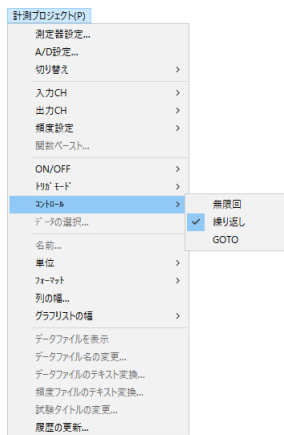 計測プロジェクト(P)
測定器設定...
A/D設定...
切り替え
入力CH
出力CH
頻度設定
関数ペースト...
ON/OFF
ﾄﾘｶﾞﾓｰﾄﾞ
ｺﾝﾄﾛｰﾙ
無限回
ﾃﾞｰﾀの選択...
繰り返し
GOTO
名前...
単位
ﾌｫｰﾏｯﾄ
列の幅...
グラフリストの幅
データファイルを表示
データファイル名の変更...
データファイルのテキスト変換...
頻度ファイルのテキスト変換...
試験タイトルの変更...
履歴の更新...